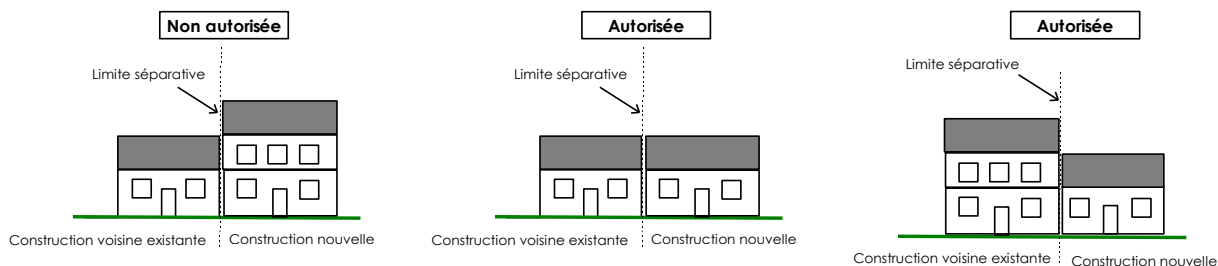 Non autorisée
Limite séparative
Construction voisine existante
Construction nouvelle
Autorisée
Limite séparative
Construction voisine existante
Construction nouvelle
Autorisée
Limite séparative
Construction voisine existante
Construction nouvelle